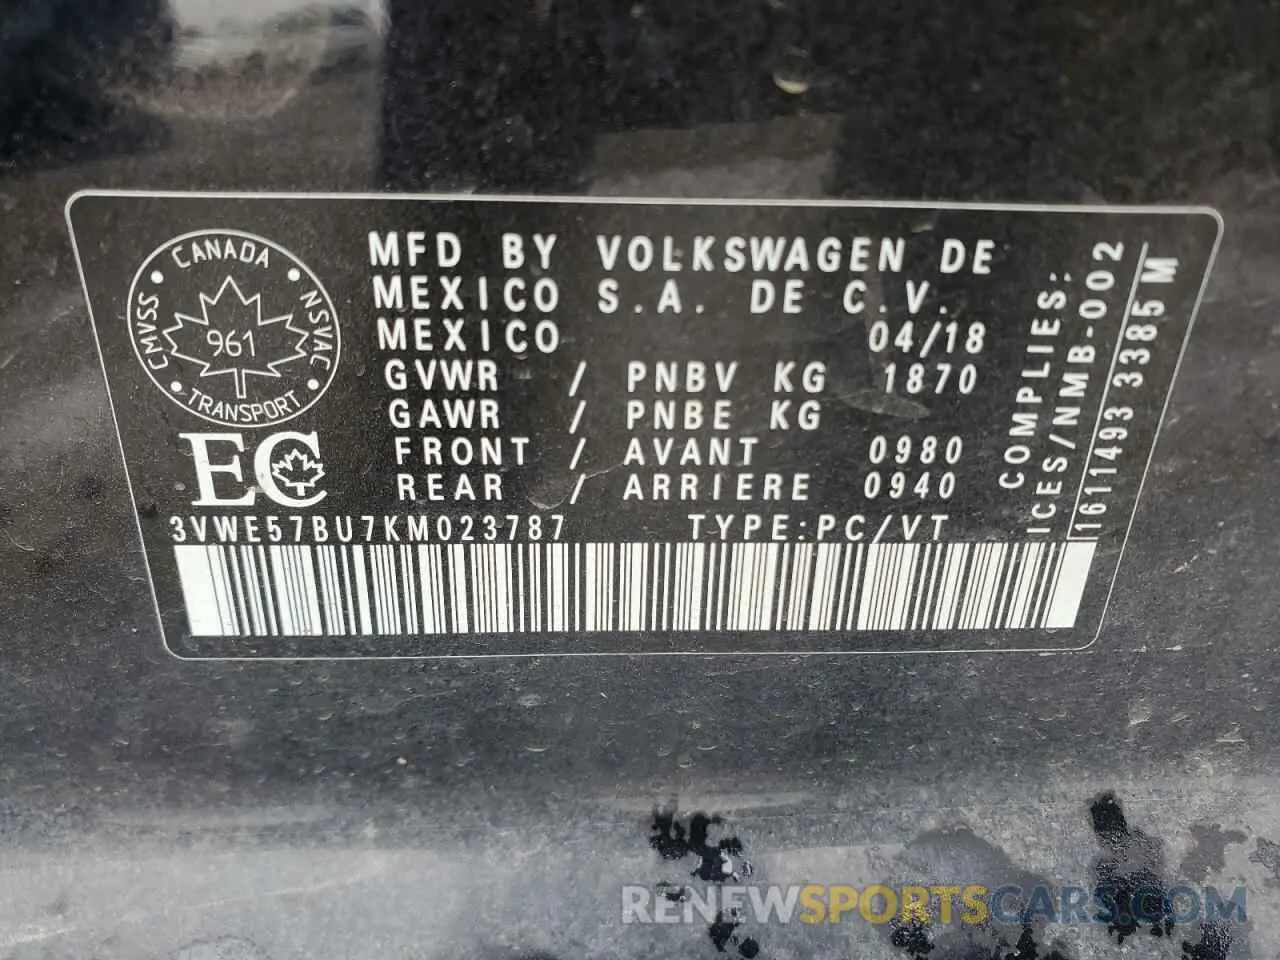 CANADA
CMVSS
NSVAC
961
TRANSPORT
EC
MFD BY VOLKSWAGEN DE
MEXICO S.A. DE C.V.
MEXICO 04/18
GVWR / PNBV KG 1870
GAWR / PNBE KG
FRONT / AVANT 0980
REAR / ARRIERE 0940
3VWE57BU7KM023787 TYPE:PC/VT
COMPLIES:
ICES/NMB-002
1611493 3385 M
RENEWSPORTSCARS.COM